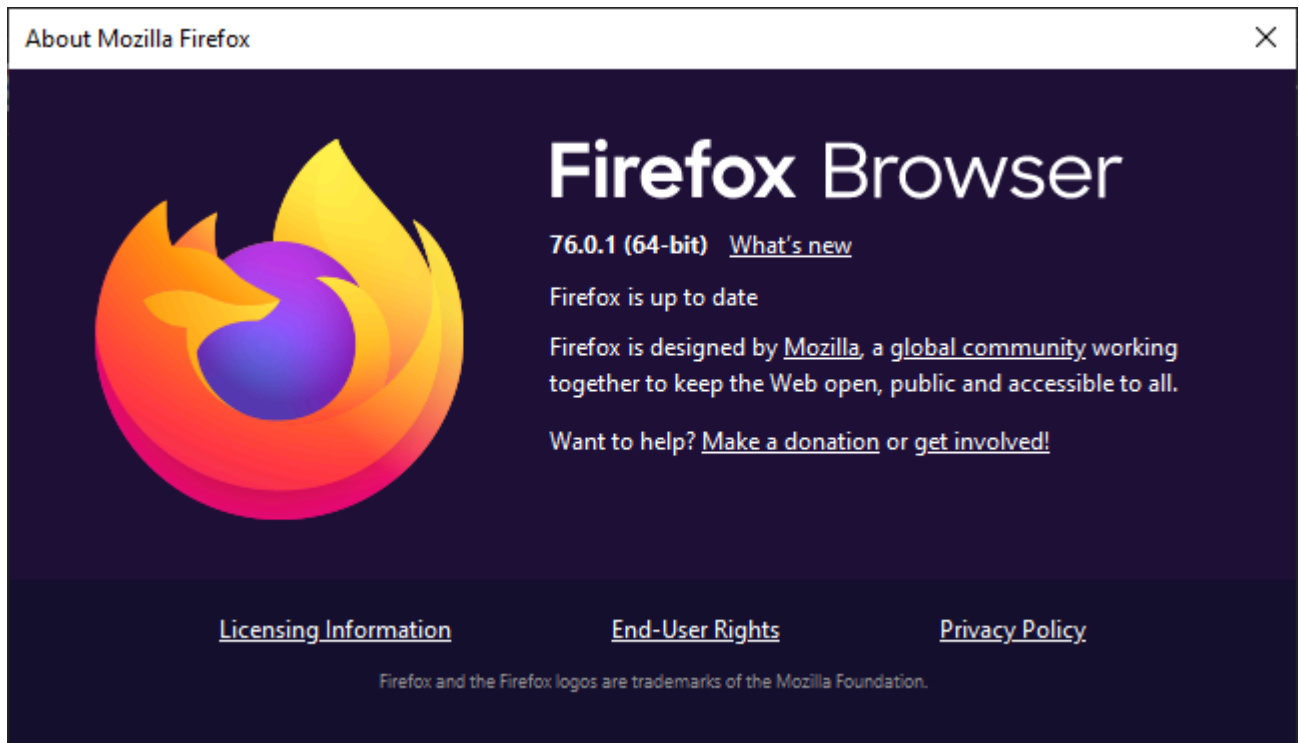 About Mozilla Firefox
Firefox Browser
76.0.1 (64-bit) What's new
Firefox is up to date
Firefox is designed by Mozilla, a global community working
together to keep the Web open, public and accessible to all.
Want to help? Make a donation or get involved!
Licensing Information End-User Rights Privacy Policy
Firefox and the Firefox logos are trademarks of the Mozilla Foundation.